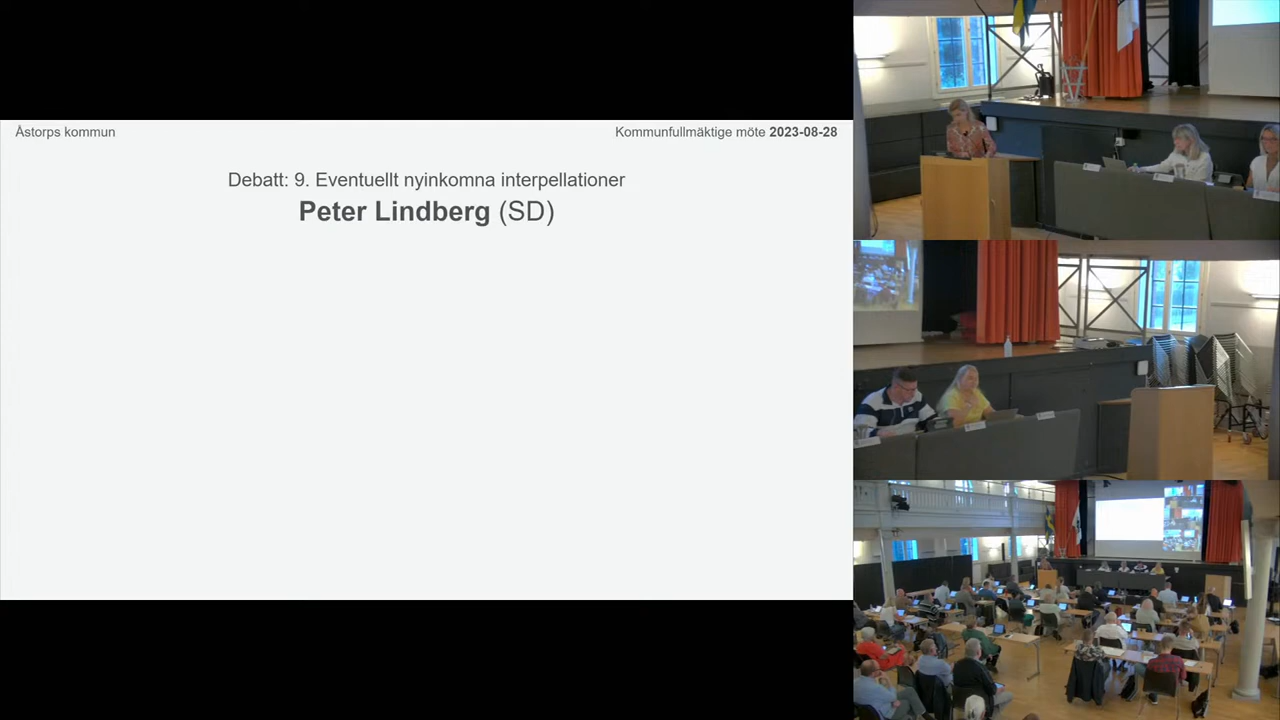 Åstorps kommun
Kommunfullmäktige möte 2023-08-28
Debatt: 9. Eventuellt nyinkomna interpellationer
Peter Lindberg (SD)